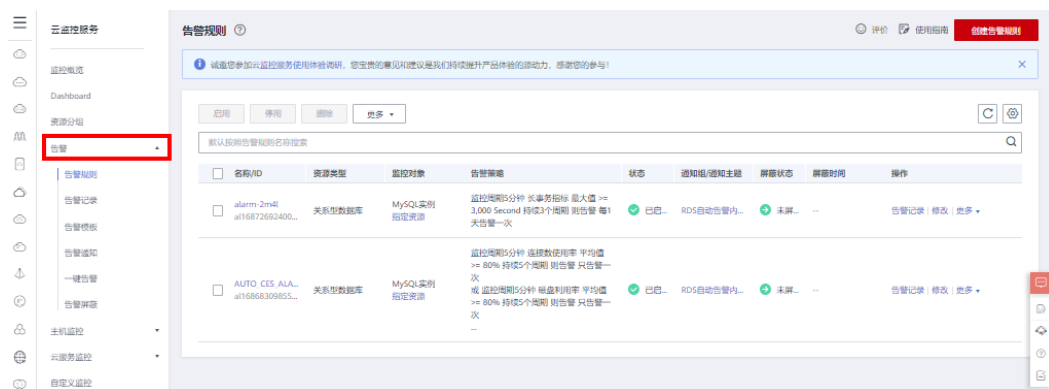 云监控服务
监控概览
Dashboard
资源分组
告警
告警规则
告警记录
告警模板
告警通知
一键告警
告警屏蔽
主机监控
云服务监控
自定义监控
告警规则
评价 使用指南 创建告警规则
诚邀您参加云监控服务使用体验调研，您宝贵的意见和建议是我们持续提升产品体验的源动力，感谢您的参与！
启用 停用 删除 更多
默认按照告警规则名称搜索
名称/ID 资源类型 监控对象 告警策略 状态 通知组/通知主题 屏蔽状态 屏蔽时间 操作
alarm-2m4l
al16872692400...
关系型数据库
MySQL实例
指定资源
监控周期5分钟 长事务指标 最大值 >=
3,000 Second 持续3个周期 则告警 每1
天告警一次
已启... RDS自动告警内... 未屏... -- 告警记录 | 修改 | 更多
AUTO_CES_ALA...
al16868309855...
关系型数据库
MySQL实例
指定资源
监控周期5分钟 连接数使用率 平均值
>= 80% 持续5个周期 则告警 只告警一
次
或 监控周期5分钟 磁盘利用率 平均值
>= 80% 持续5个周期 则告警 只告警一
次
...
已启... RDS自动告警内... 未屏... -- 告警记录 | 修改 | 更多